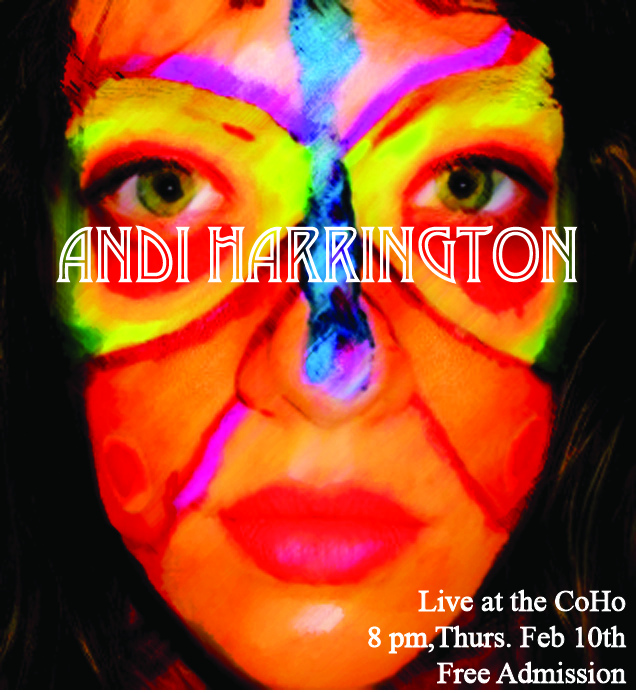 ANDI HARRINGTON
Live at the CoHo
8 pm,Thurs. Feb 10th
Free Admission